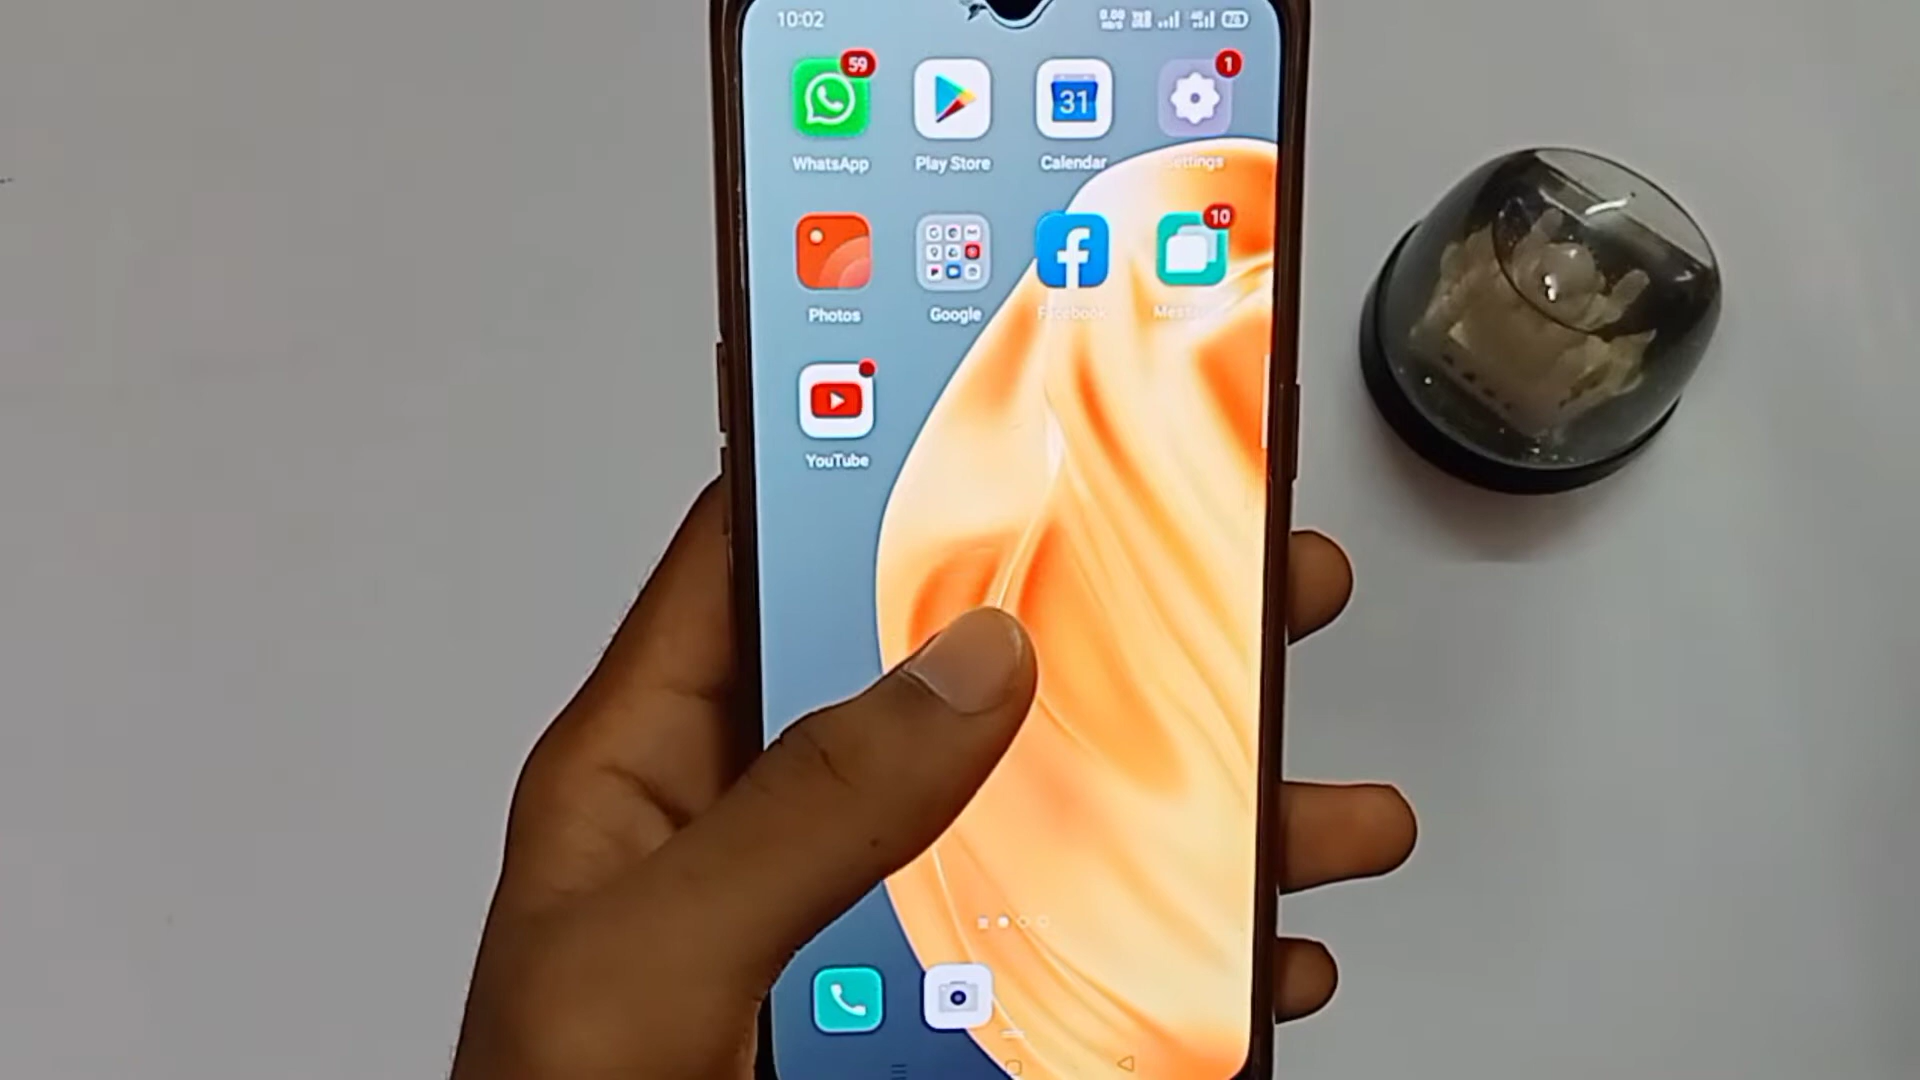 10:02
59
1
31
WhatsApp
Play Store
Calendar
Settings
10
Photos
Google
Facebook
YouTube